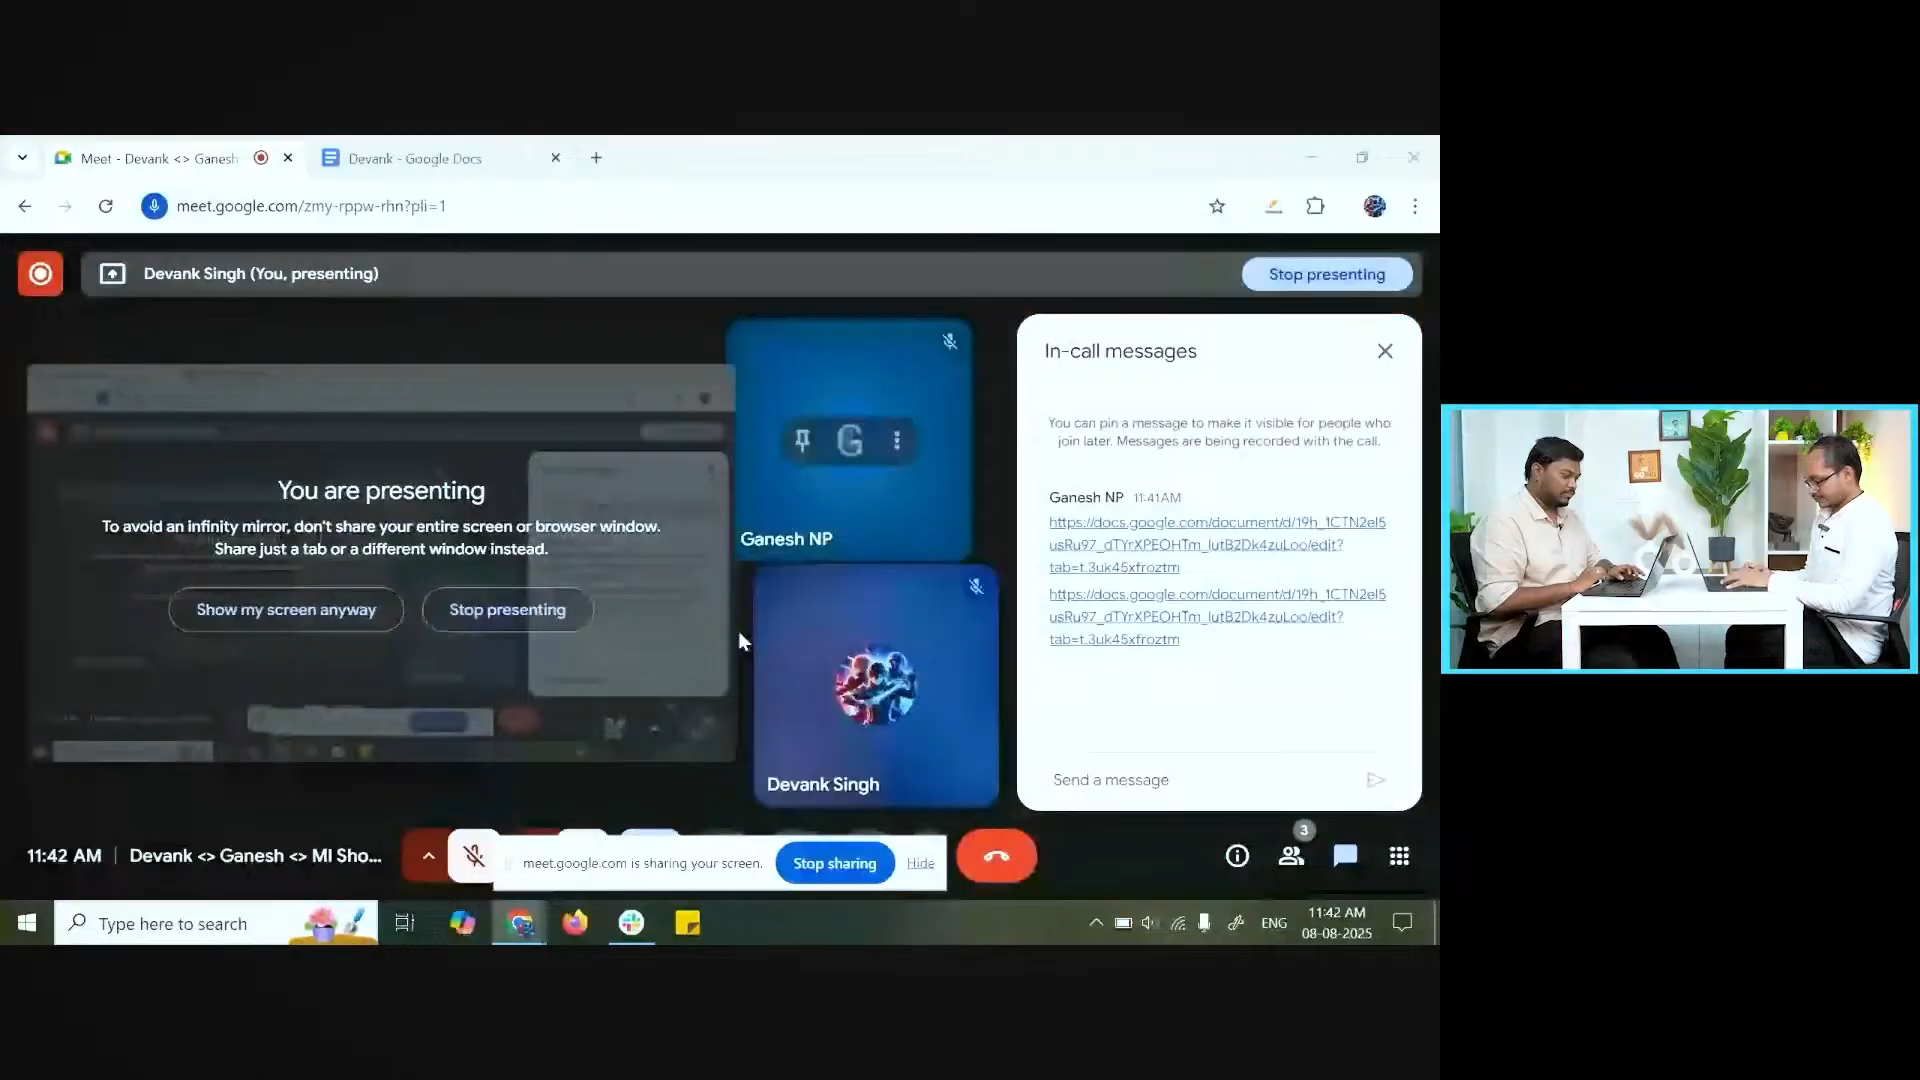 Meet - Devank <> Ganesh
Devank - Google Docs
meet.google.com/zmy-rppw-rhn?pli=1
Devank Singh (You, presenting)
Stop presenting
In-call messages
You can pin a message to make it visible for people who
join later. Messages are being recorded with the call.
You are presenting
To avoid an infinity mirror, don't share your entire screen or browser window.
Share just a tab or a different window instead.
Show my screen anyway
Stop presenting
G
Ganesh NP
Devank Singh
Ganesh NP 11:41 AM
https://docs.google.com/document/d/19h_1CTN2eI5
usRu97_dTYrXPEOHTm_lutB2Dk4zuLoo/edit?
tab=t.3uk45xfroztm
https://docs.google.com/document/d/19h_1CTN2eI5
usRu97_dTYrXPEOHTm_lutB2Dk4zuLoo/edit?
tab=t.3uk45xfroztm
Send a message
11:42 AM | Devank <> Ganesh <> MI Sho...
meet.google.com is sharing your screen.
Stop sharing
Hide
3
Type here to search
ENG
11:42 AM
08-08-2025